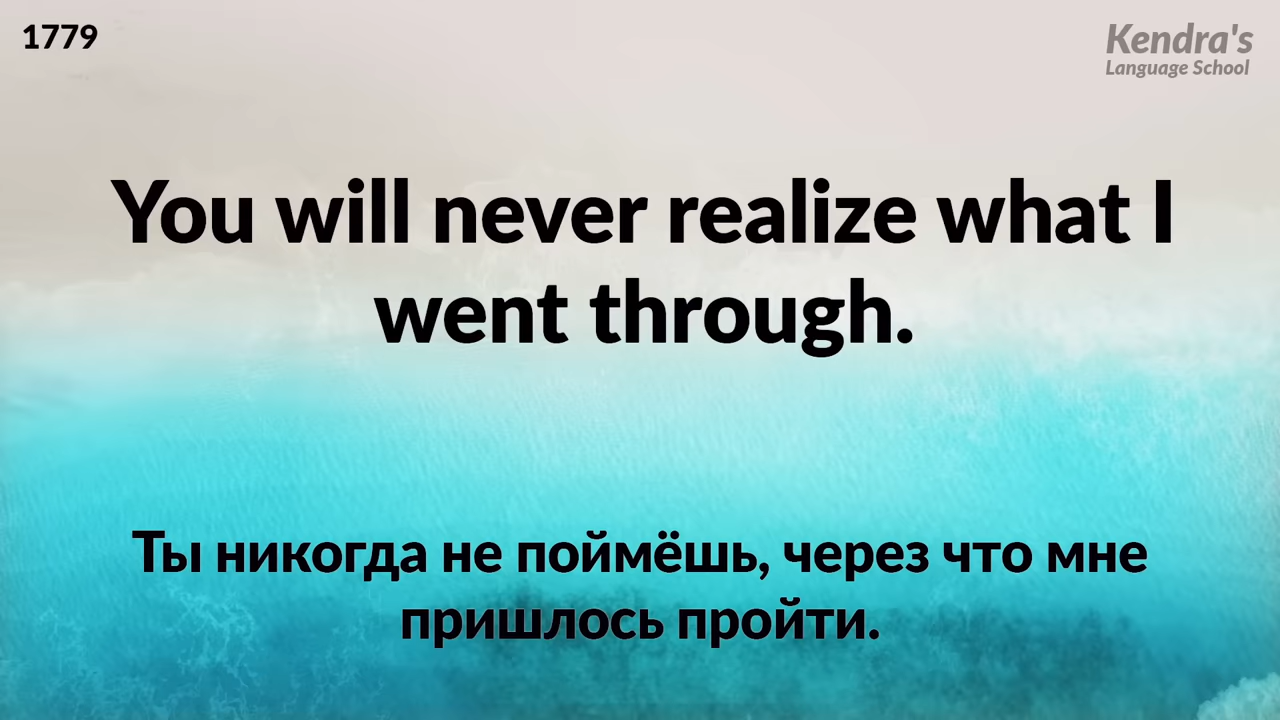 1779
Kendra's
Language School
You will never realize what I
went through.
Ты никогда не поймёшь, через что мне
пришлось пройти.